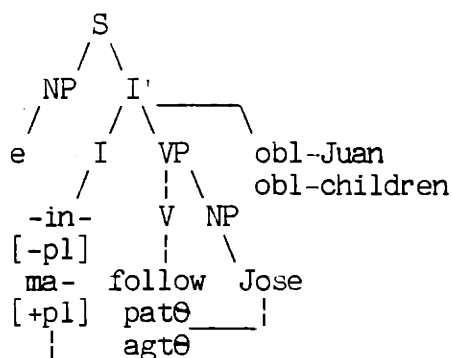 S
NP I'
e I VP obl-Juan
obl-children
-in- V NP
[-pl]
ma- follow Jose
[+pl] patθ
agtθ